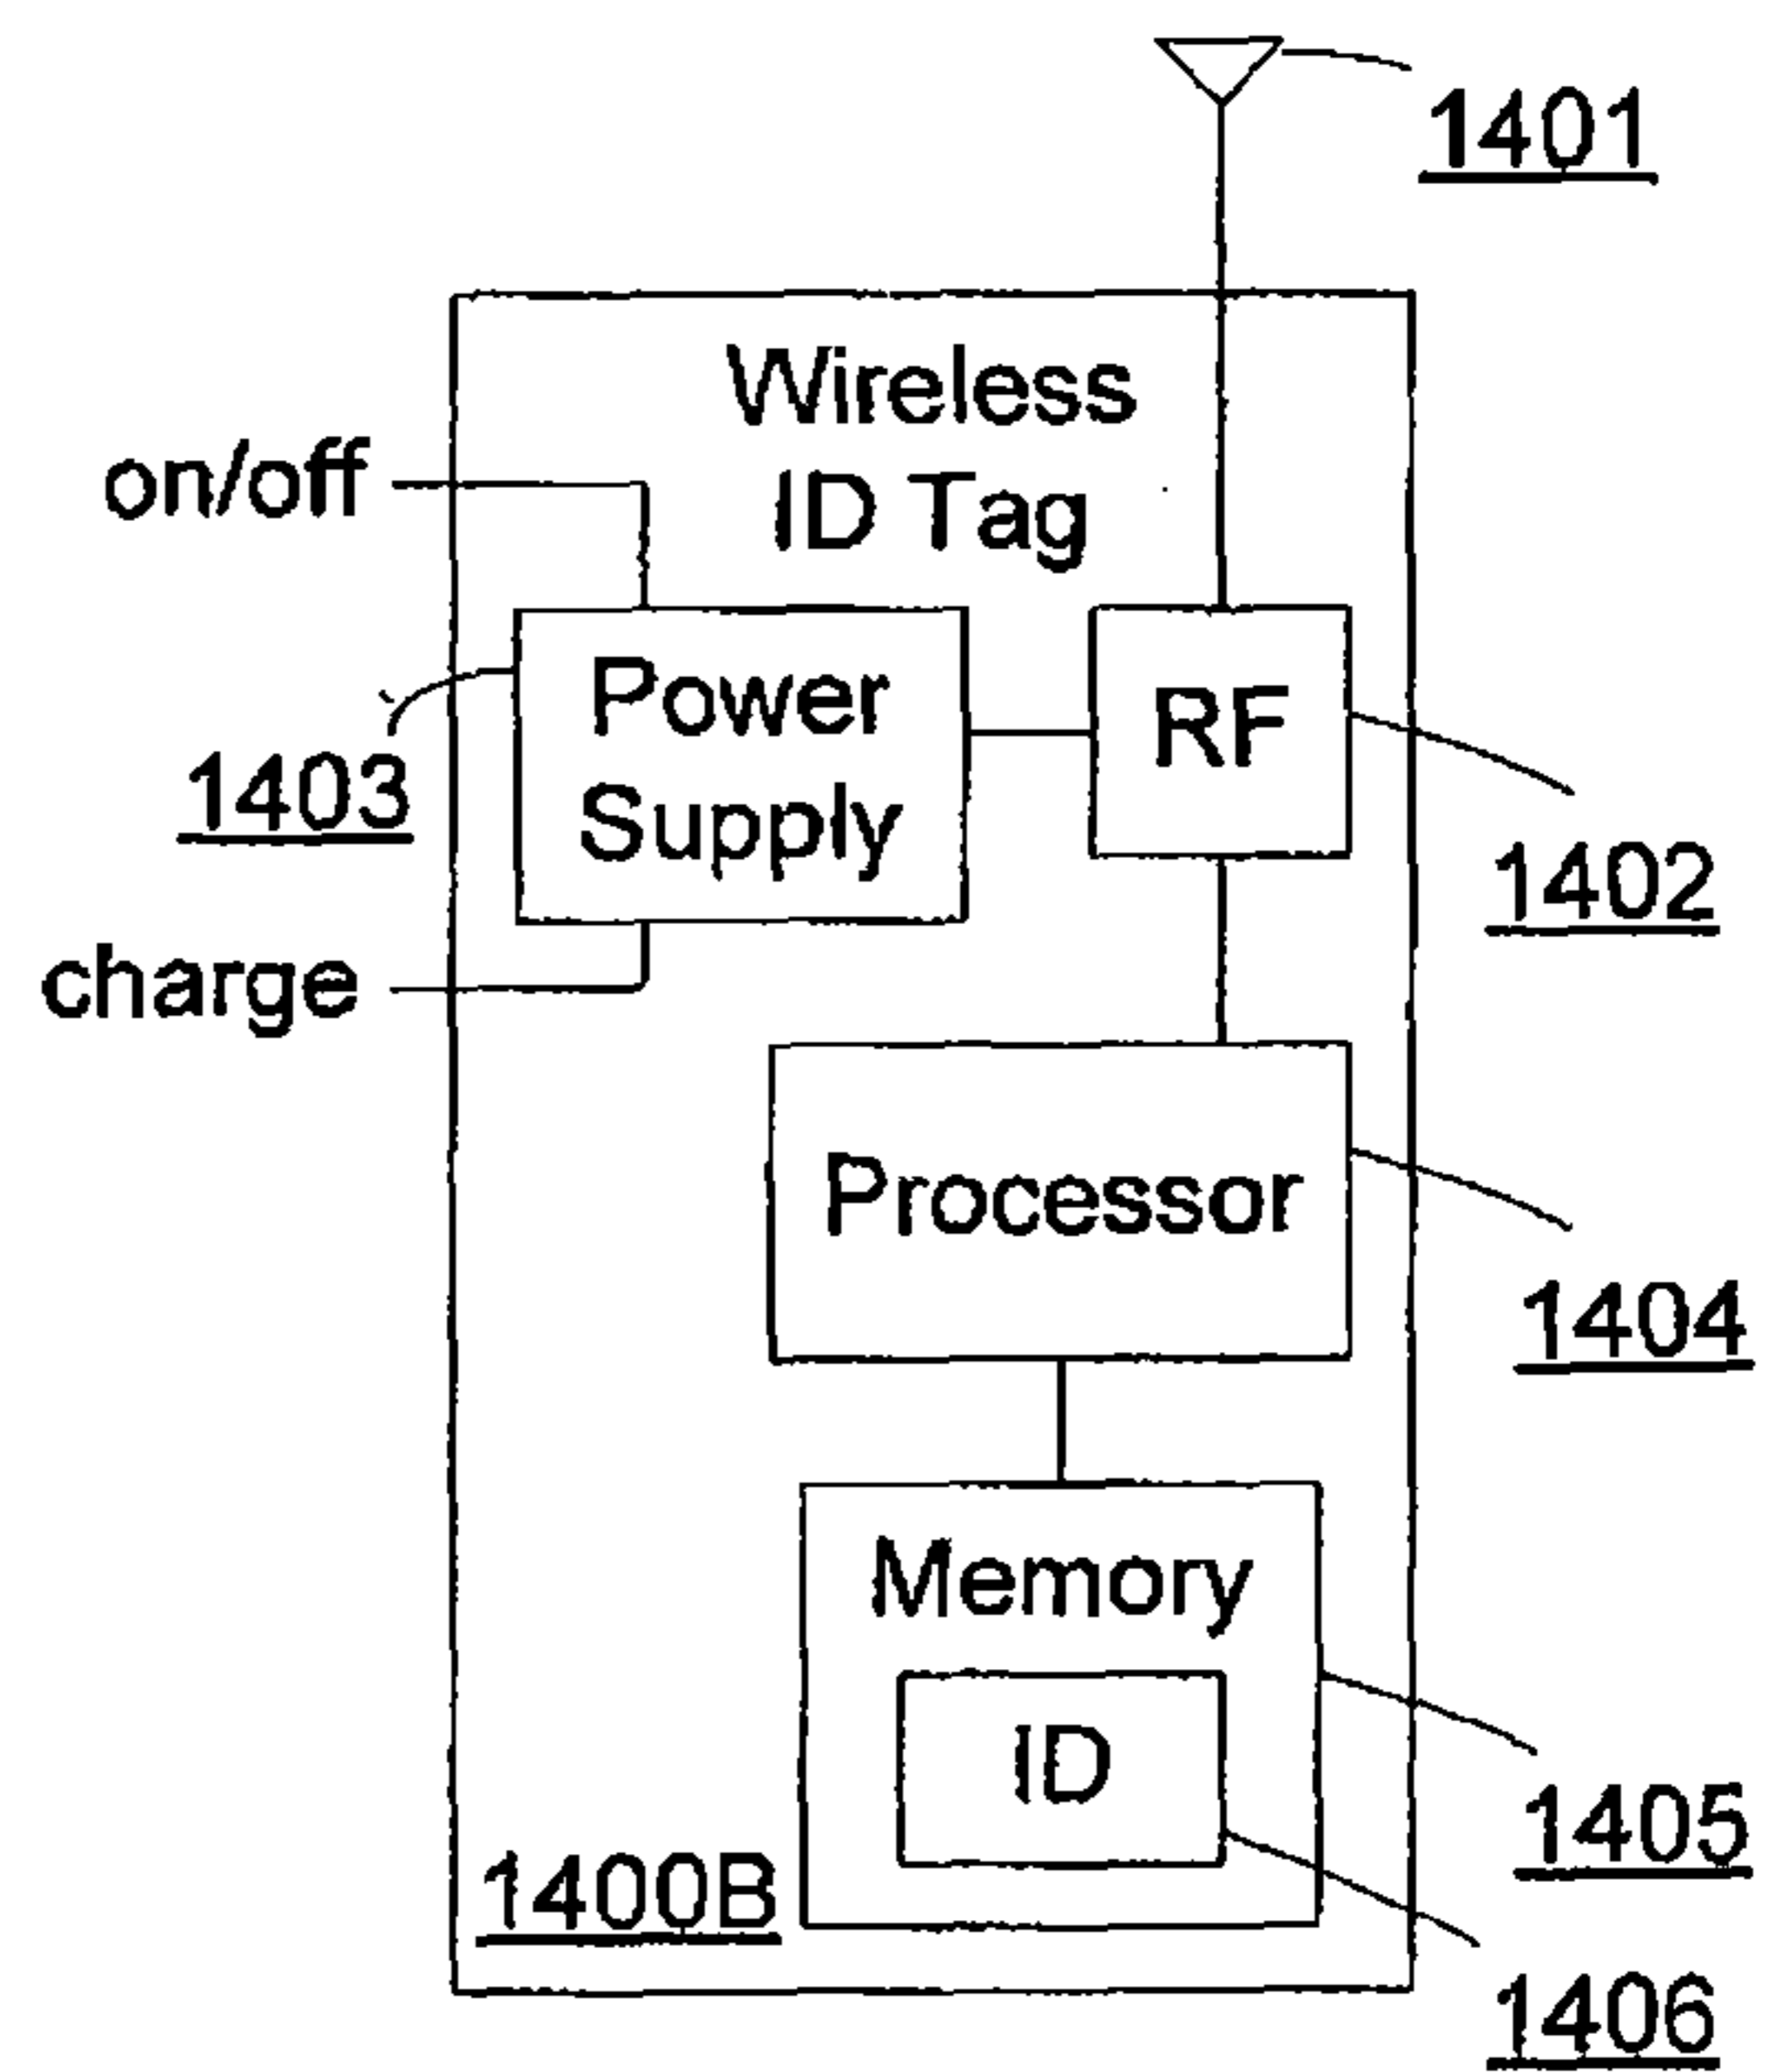 1401
Wireless
ID Tag
on/off
Power
Supply
RF
1403
1402
charge
Processor
1404
Memory
ID
1405
1400B
1406